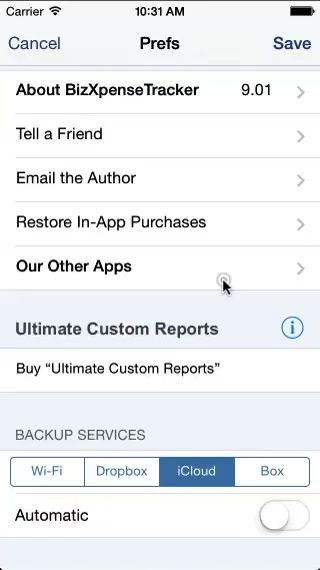 Carrier 10:31 AM
Cancel Prefs Save
About BizXpenseTracker 9.01
Tell a Friend
Email the Author
Restore In-App Purchases
Our Other Apps
Ultimate Custom Reports
Buy “Ultimate Custom Reports”
BACKUP SERVICES
Wi-Fi Dropbox iCloud Box
Automatic